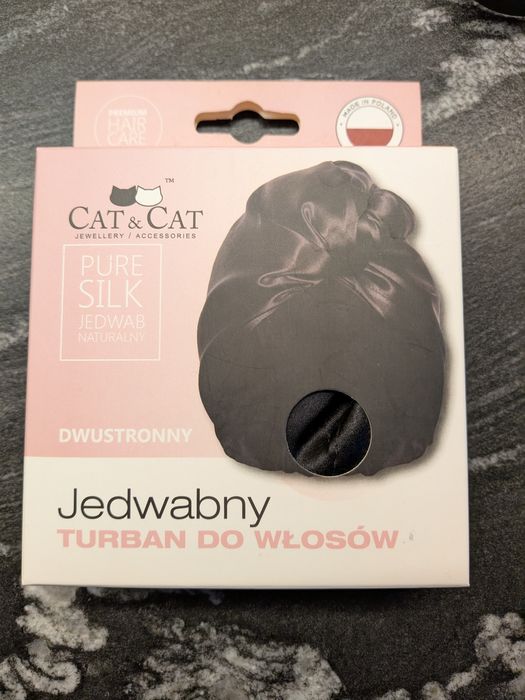 PREMIUM
HAIR
CARE
MADE IN POLAND
™
CAT & CAT
JEWELLERY / ACCESSORIES
PURE
SILK
JEDWAB
NATURALNY
DWUSTRONNY
Jedwabny
TURBAN DO WŁOSÓW